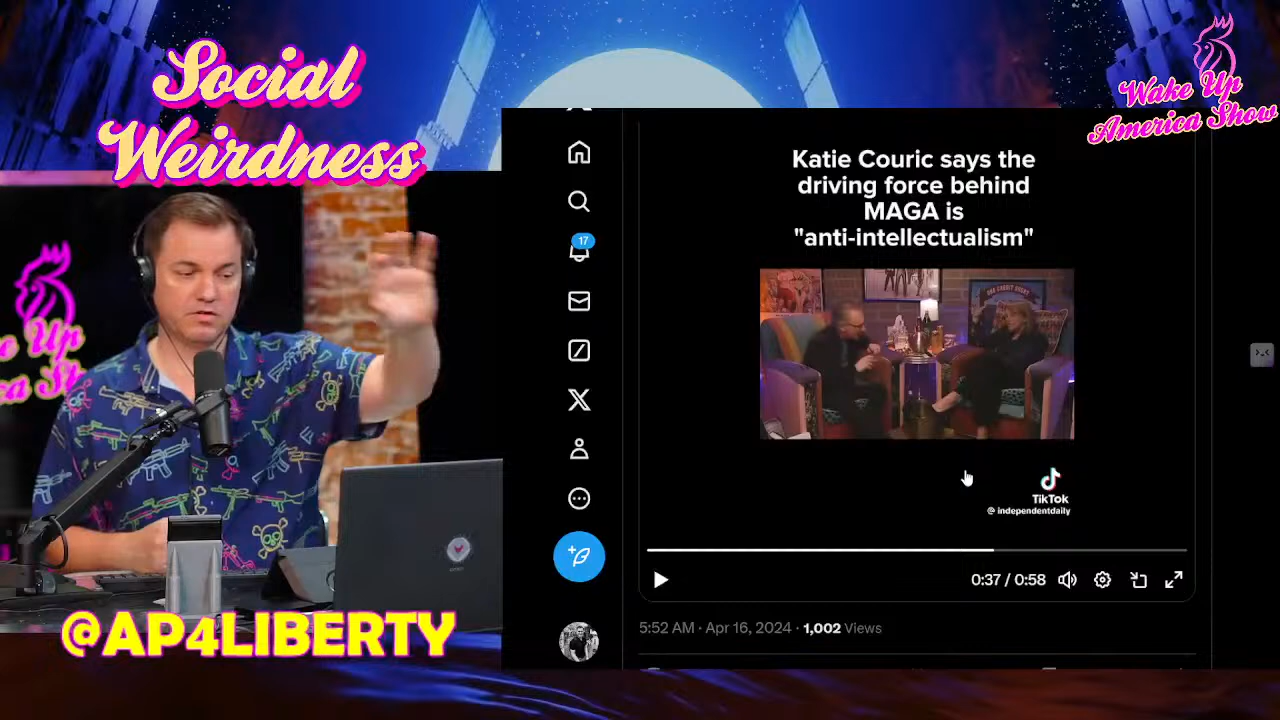 Social
Weirdness
Wake Up
America Show
Katie Couric says the
driving force behind
MAGA is
"anti-intellectualism"
17
TikTok
@ independentdaily
0:37 / 0:58
5:52 AM · Apr 16, 2024 · 1,002 Views
@AP4LIBERTY